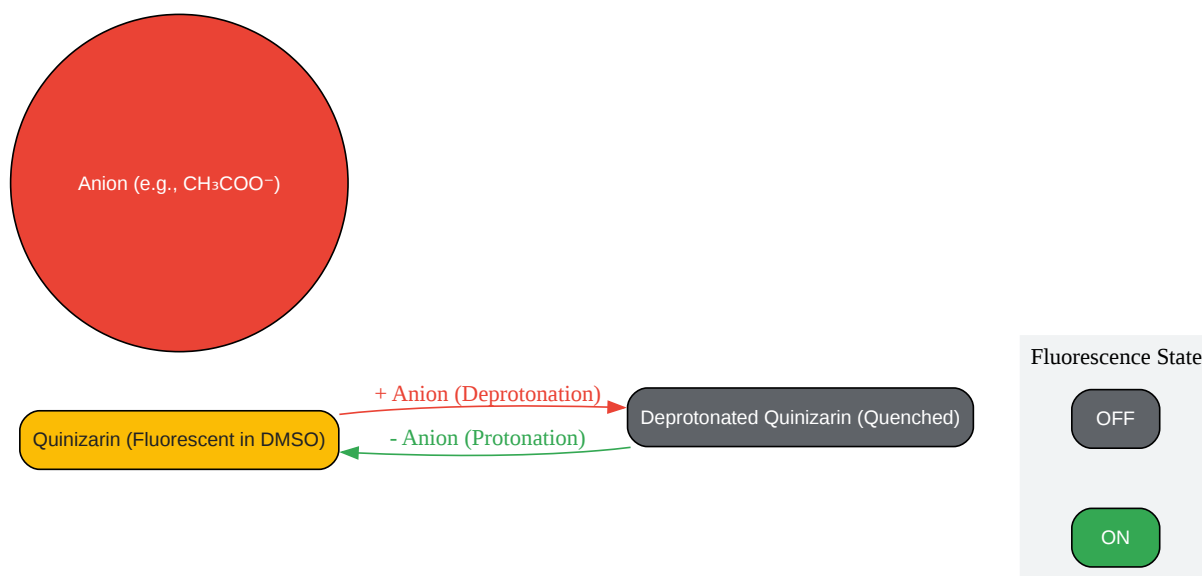 Anion (e.g., CH₃COO⁻)
Fluorescence State
+ Anion (Deprotonation)
Deprotonated Quinizarin (Quenched)
OFF
Quinizarin (Fluorescent in DMSO)
- Anion (Protonation)
ON